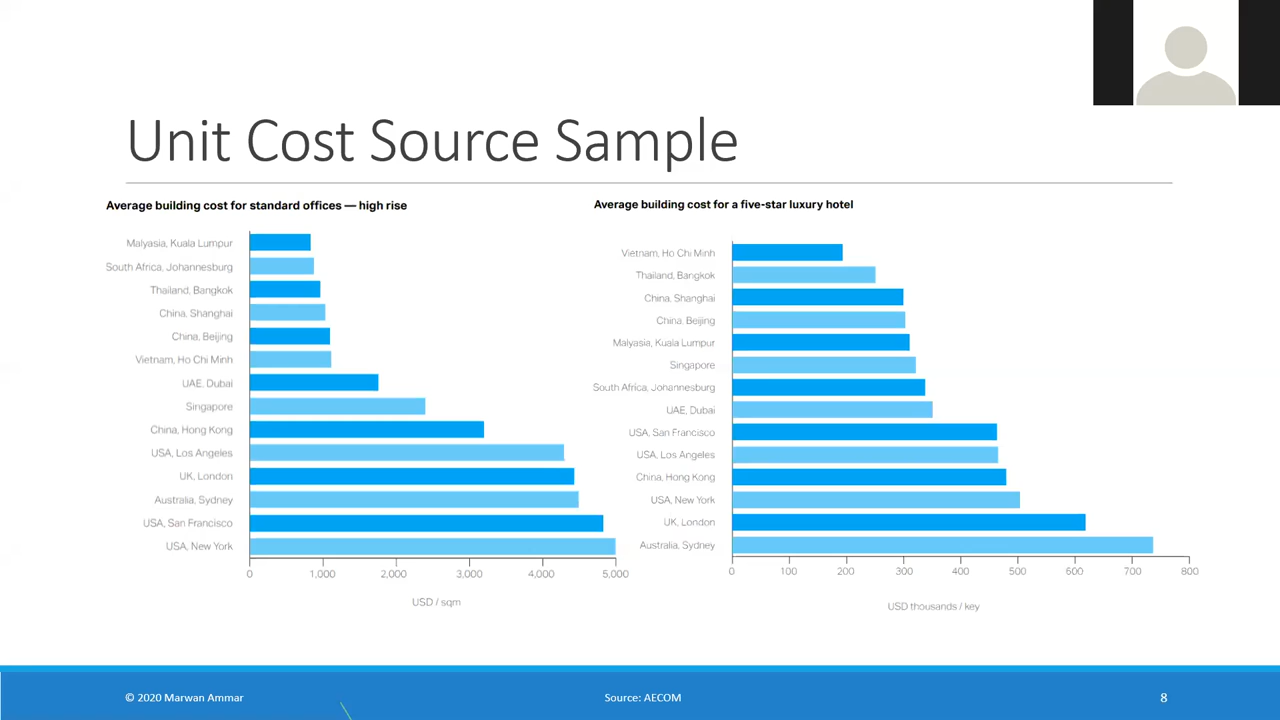 Unit Cost Source Sample
Average building cost for standard offices — high rise
Malyasia, Kuala Lumpur
South Africa, Johannesburg
Thailand, Bangkok
China, Shanghai
China, Beijing
Vietnam, Ho Chi Minh
UAE, Dubai
Singapore
China, Hong Kong
USA, Los Angeles
UK, London
Australia, Sydney
USA, San Francisco
USA, New York
0 1,000 2,000 3,000 4,000 5,000
USD / sqm
Average building cost for a five-star luxury hotel
Vietnam, Ho Chi Minh
Thailand, Bangkok
China, Shanghai
China, Beijing
Malyasia, Kuala Lumpur
Singapore
South Africa, Johannesburg
UAE, Dubai
USA, San Francisco
USA, Los Angeles
China, Hong Kong
USA, New York
UK, London
Australia, Sydney
0 100 200 300 400 500 600 700 800
USD thousands / key
© 2020 Marwan Ammar
Source: AECOM
8